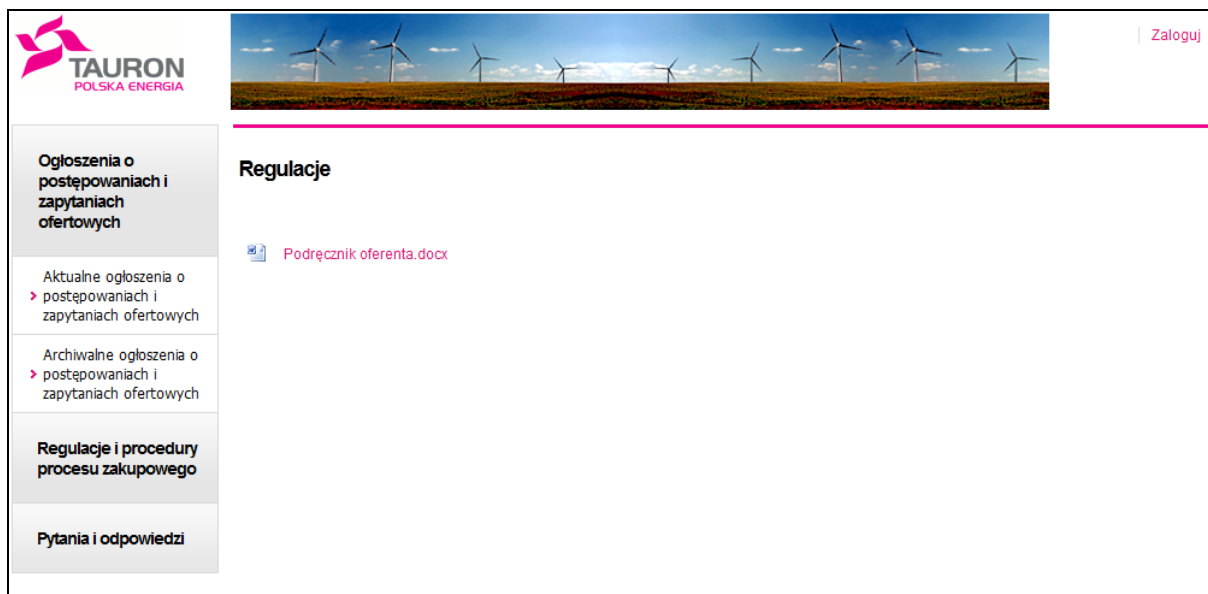 TAURON
POLSKA ENERGIA
Zaloguj
Ogłoszenia o
postępowaniach i
zapytaniach
ofertowych
Aktualne ogłoszenia o
postępowaniach i
zapytaniach ofertowych
Archiwalne ogłoszenia o
postępowaniach i
zapytaniach ofertowych
Regulacje i procedury
procesu zakupowego
Pytania i odpowiedzi
Regulacje
Podręcznik oferenta.docx